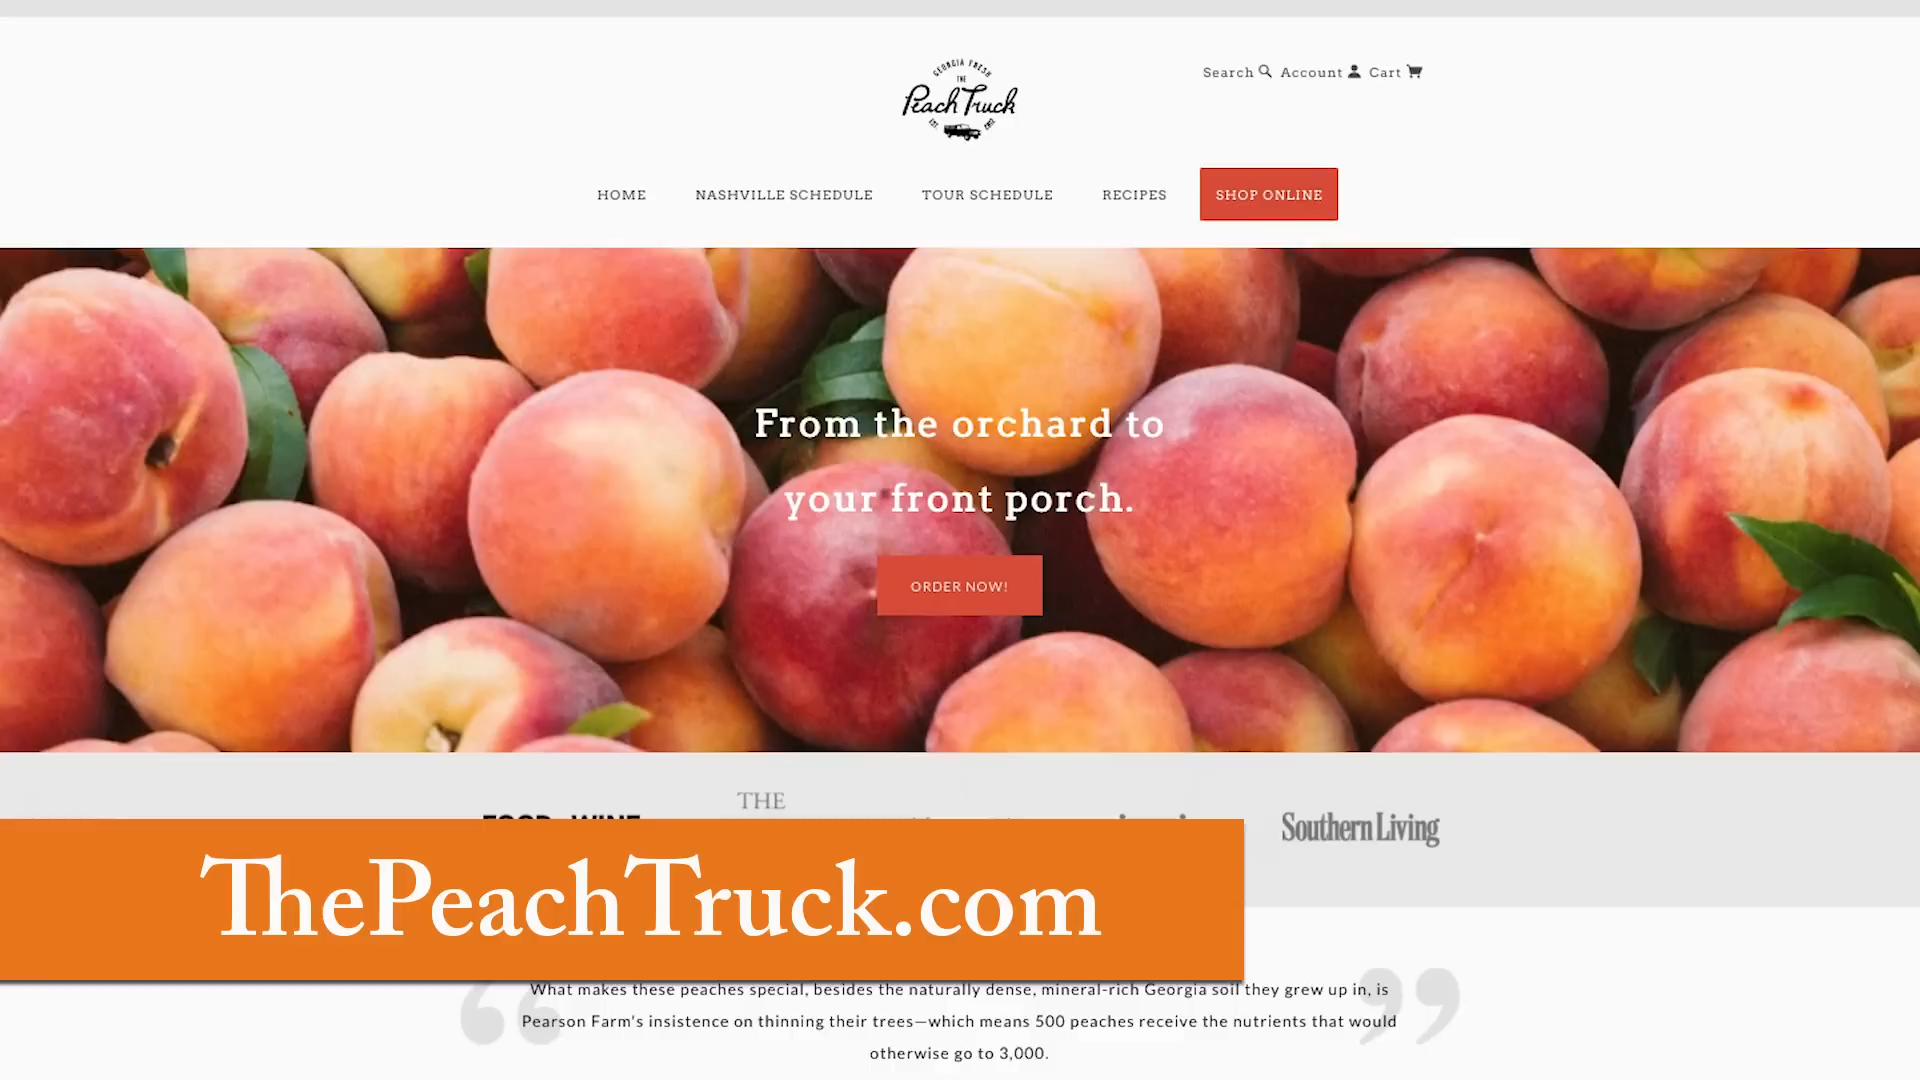 GEORGIA FRESH
THE
Peach Truck
EST. 2012
Search Account Cart
HOME NASHVILLE SCHEDULE TOUR SCHEDULE RECIPES SHOP ONLINE
From the orchard to
your front porch.
ORDER NOW!
THE
FOOD & WINE
Southern Living
ThePeachTruck.com
What makes these peaches special, besides the naturally dense, mineral-rich Georgia soil they grew up in, is
Pearson Farm's insistence on thinning their trees—which means 500 peaches receive the nutrients that would
otherwise go to 3,000.